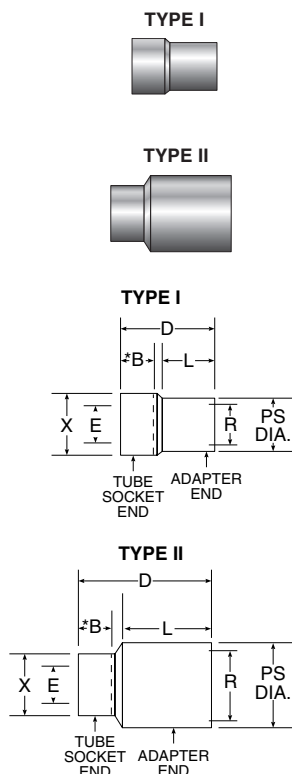 TYPE I
TYPE II
TYPE I
D
*B
L
X
E
R
PS
DIA.
TUBE
SOCKET
END
ADAPTER
END
TYPE II
D
*B
L
X
E
R
PS
DIA.
TUBE
SOCKET
END
ADAPTER
END